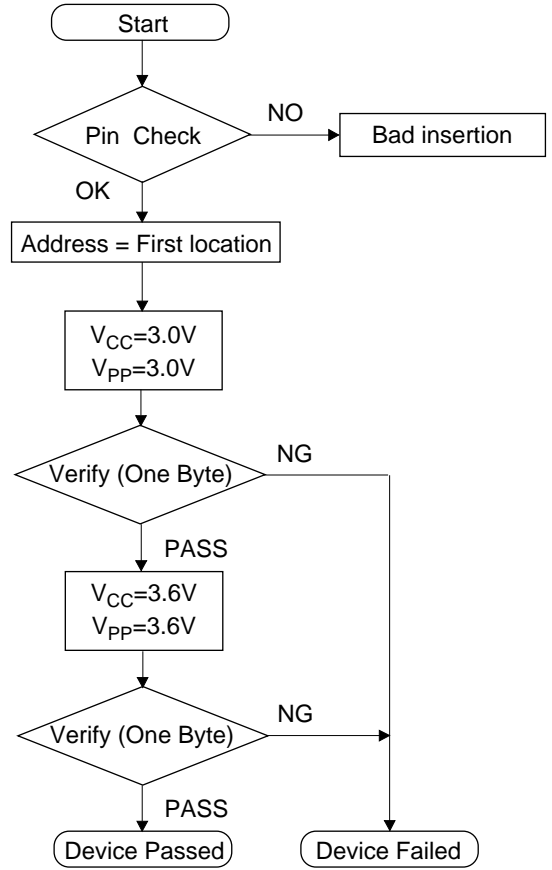 Start
Pin Check
NO
Bad insertion
OK
Address = First location
VCC=3.0V
VPP=3.0V
Verify (One Byte)
NG
PASS
VCC=3.6V
VPP=3.6V
Verify (One Byte)
NG
PASS
Device Passed
Device Failed